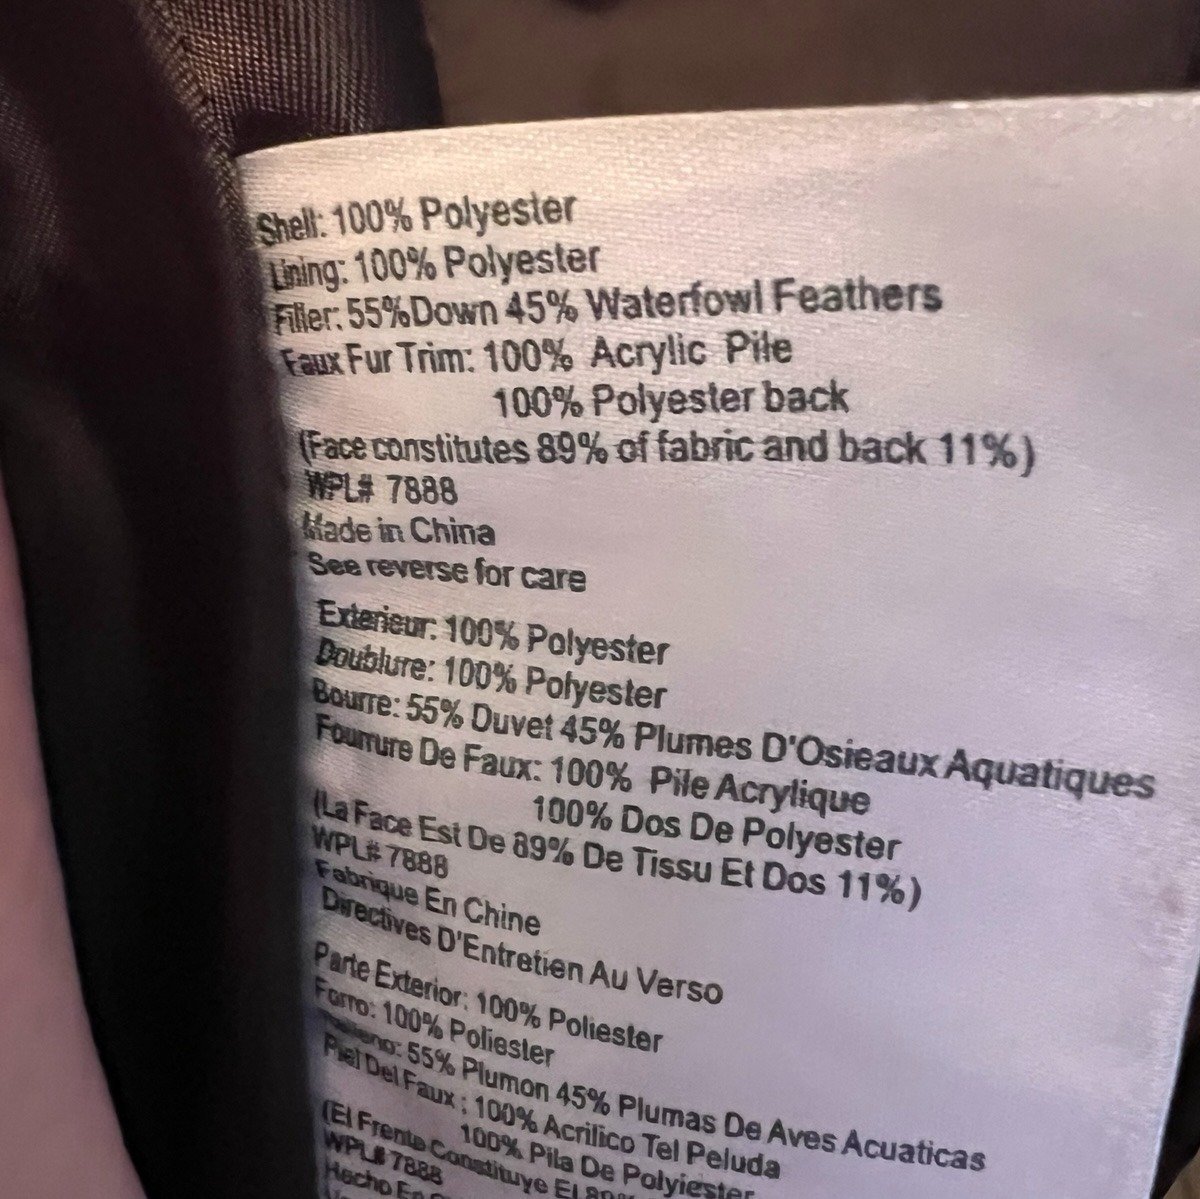 Shell: 100% Polyester
Lining: 100% Polyester
Filler: 55%Down 45% Waterfowl Feathers
Faux Fur Trim: 100% Acrylic Pile
100% Polyester back
(Face constitutes 89% of fabric and back 11%)
WPL# 7888
Made in China
See reverse for care
Exterieur: 100% Polyester
Doublure: 100% Polyester
Bourre: 55% Duvet 45% Plumes D'Osieaux Aquatiques
Fourrure De Faux: 100% Pile Acrylique
100% Dos De Polyester
(La Face Est De 89% De Tissu Et Dos 11%)
WPL# 7888
Fabrique En Chine
Directives D'Entretien Au Verso
Parte Exterior: 100% Poliester
Forro: 100% Poliester
55% Plumon 45% Plumas De Aves Acuaticas
Piel Del Faux : 100% Acrilico Tel Peluda
100% Pila De Polyiester
(El Frente Constituye El
WPL# 7888
Hecho En